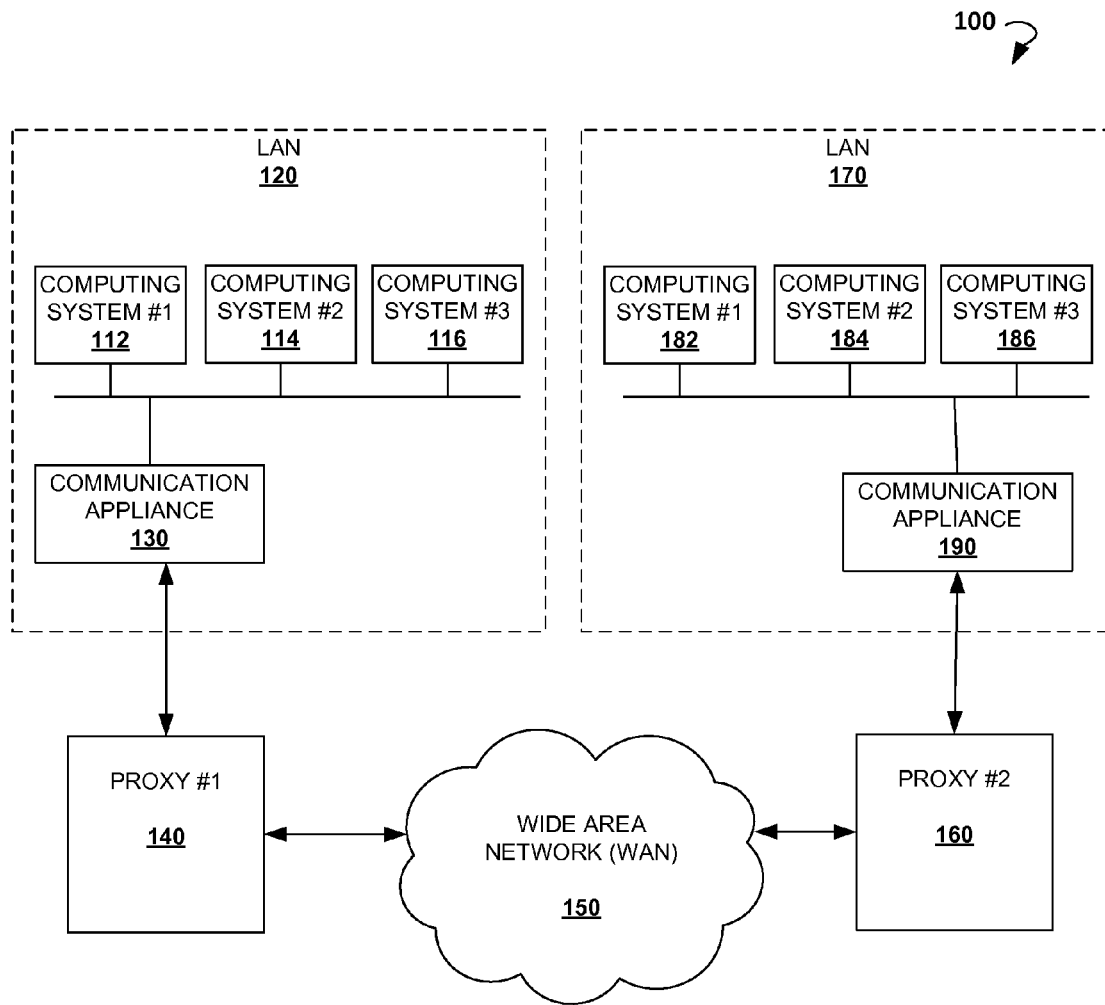 100
LAN
120
COMPUTING
SYSTEM #1
112
COMPUTING
SYSTEM #2
114
COMPUTING
SYSTEM #3
116
COMMUNICATION
APPLIANCE
130
LAN
170
COMPUTING
SYSTEM #1
182
COMPUTING
SYSTEM #2
184
COMPUTING
SYSTEM #3
186
COMMUNICATION
APPLIANCE
190
PROXY #1
140
WIDE AREA
NETWORK (WAN)
150
PROXY #2
160